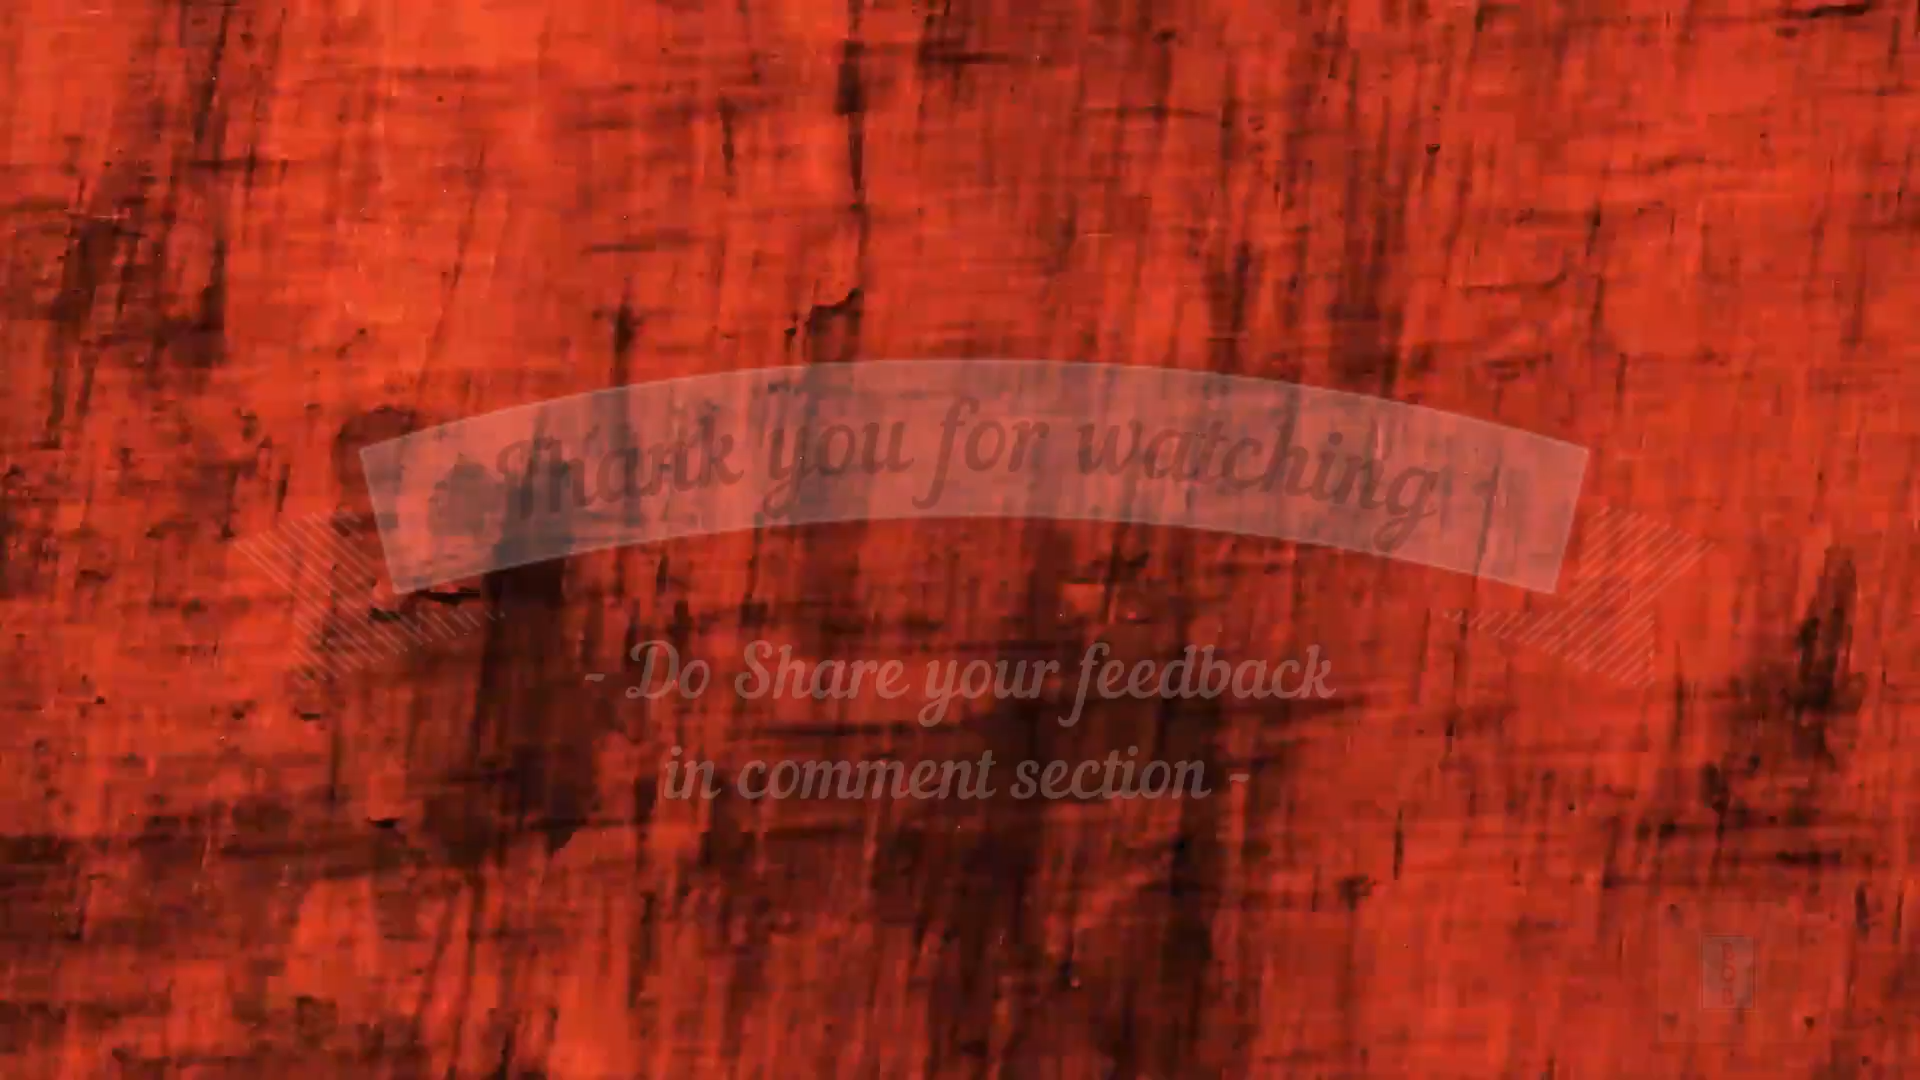 Thank you for watching
- Do Share your feedback
in comment section -